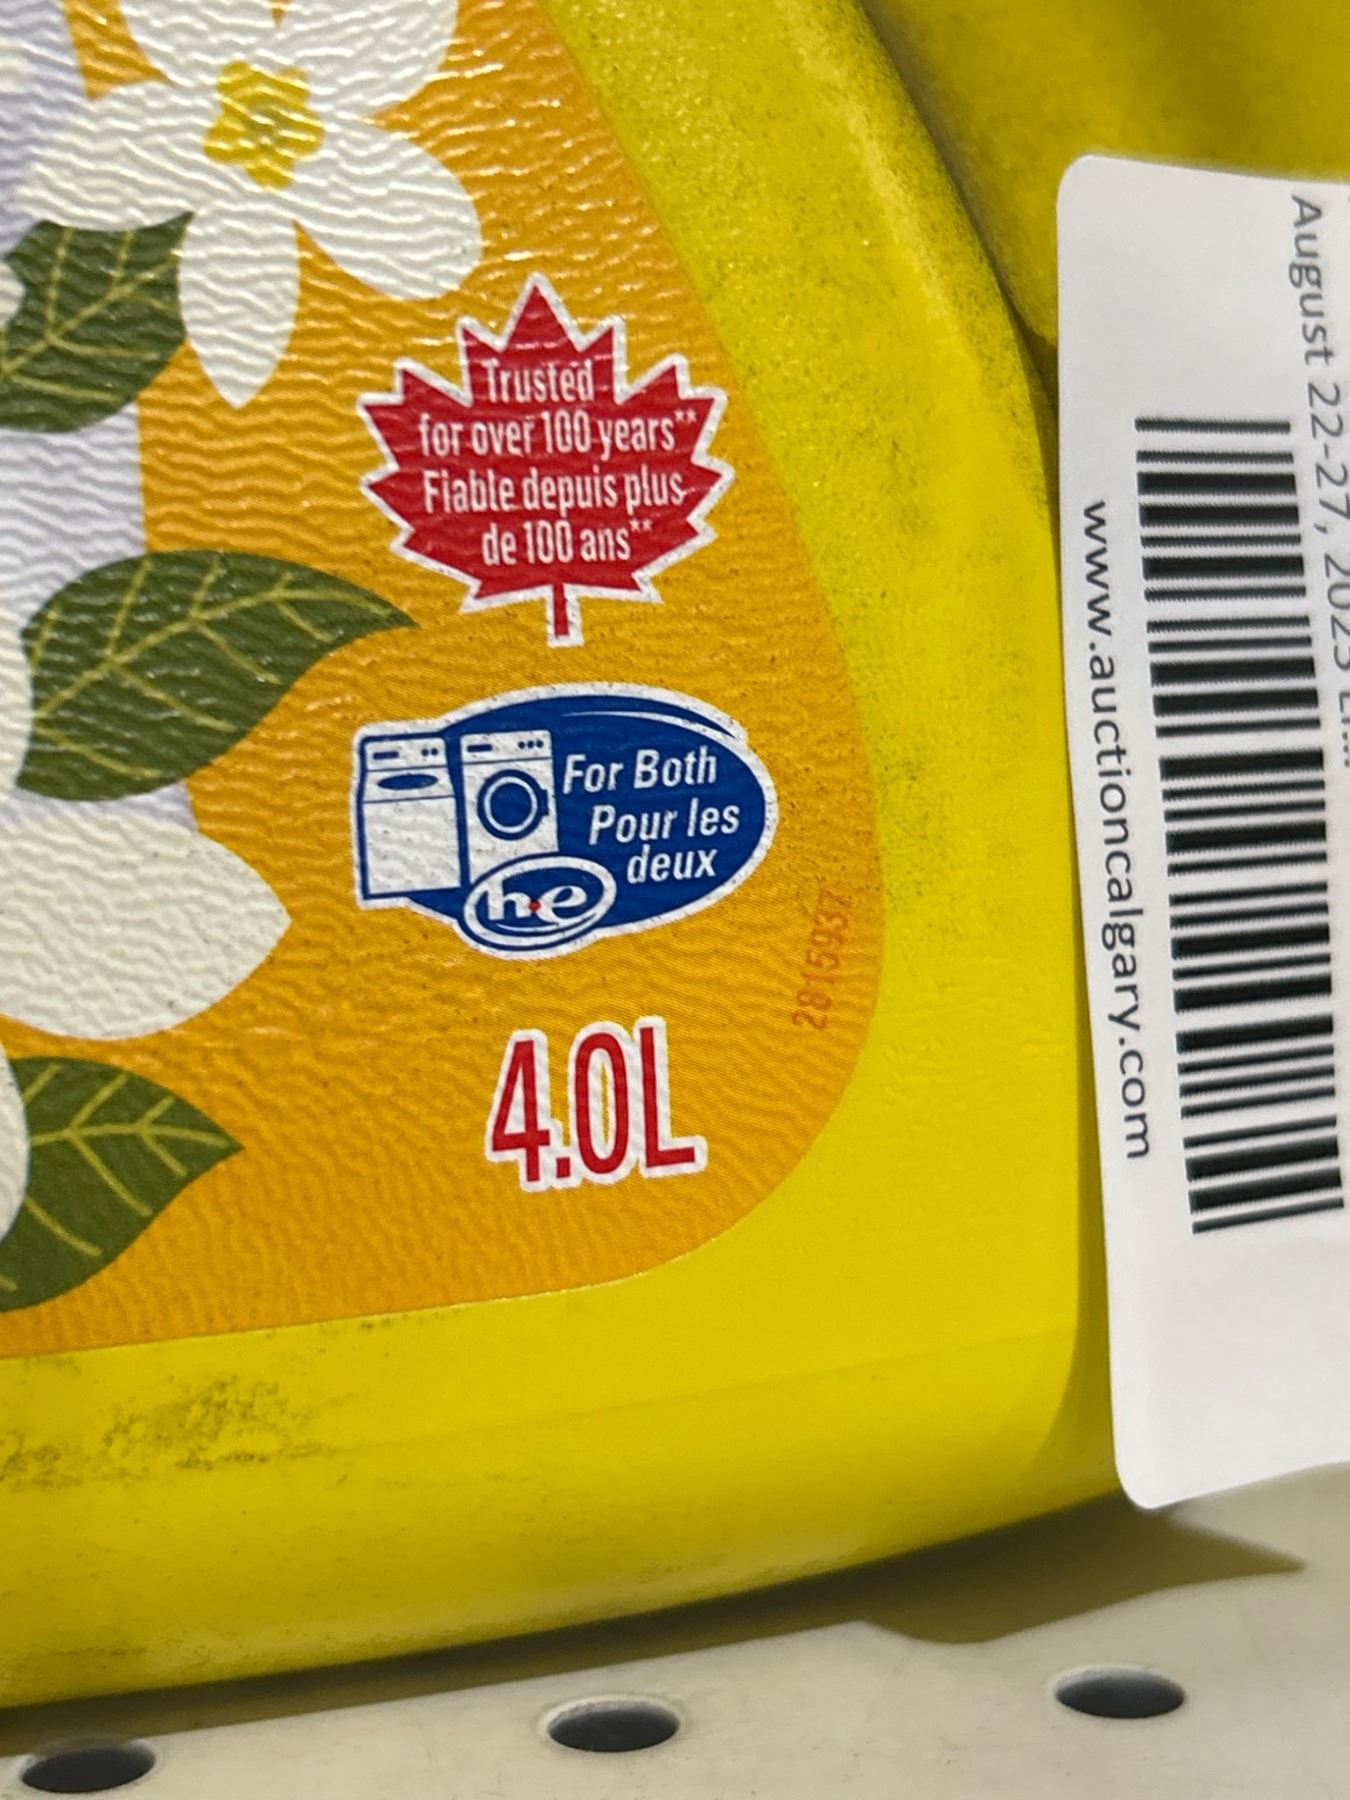 Trusted
for over 100 years**
Fiable depuis plus
de 100 ans**
For Both
Pour les
deux
he
2815937
4.0L
August 22-27, 2023
www.auctioncalgary.com